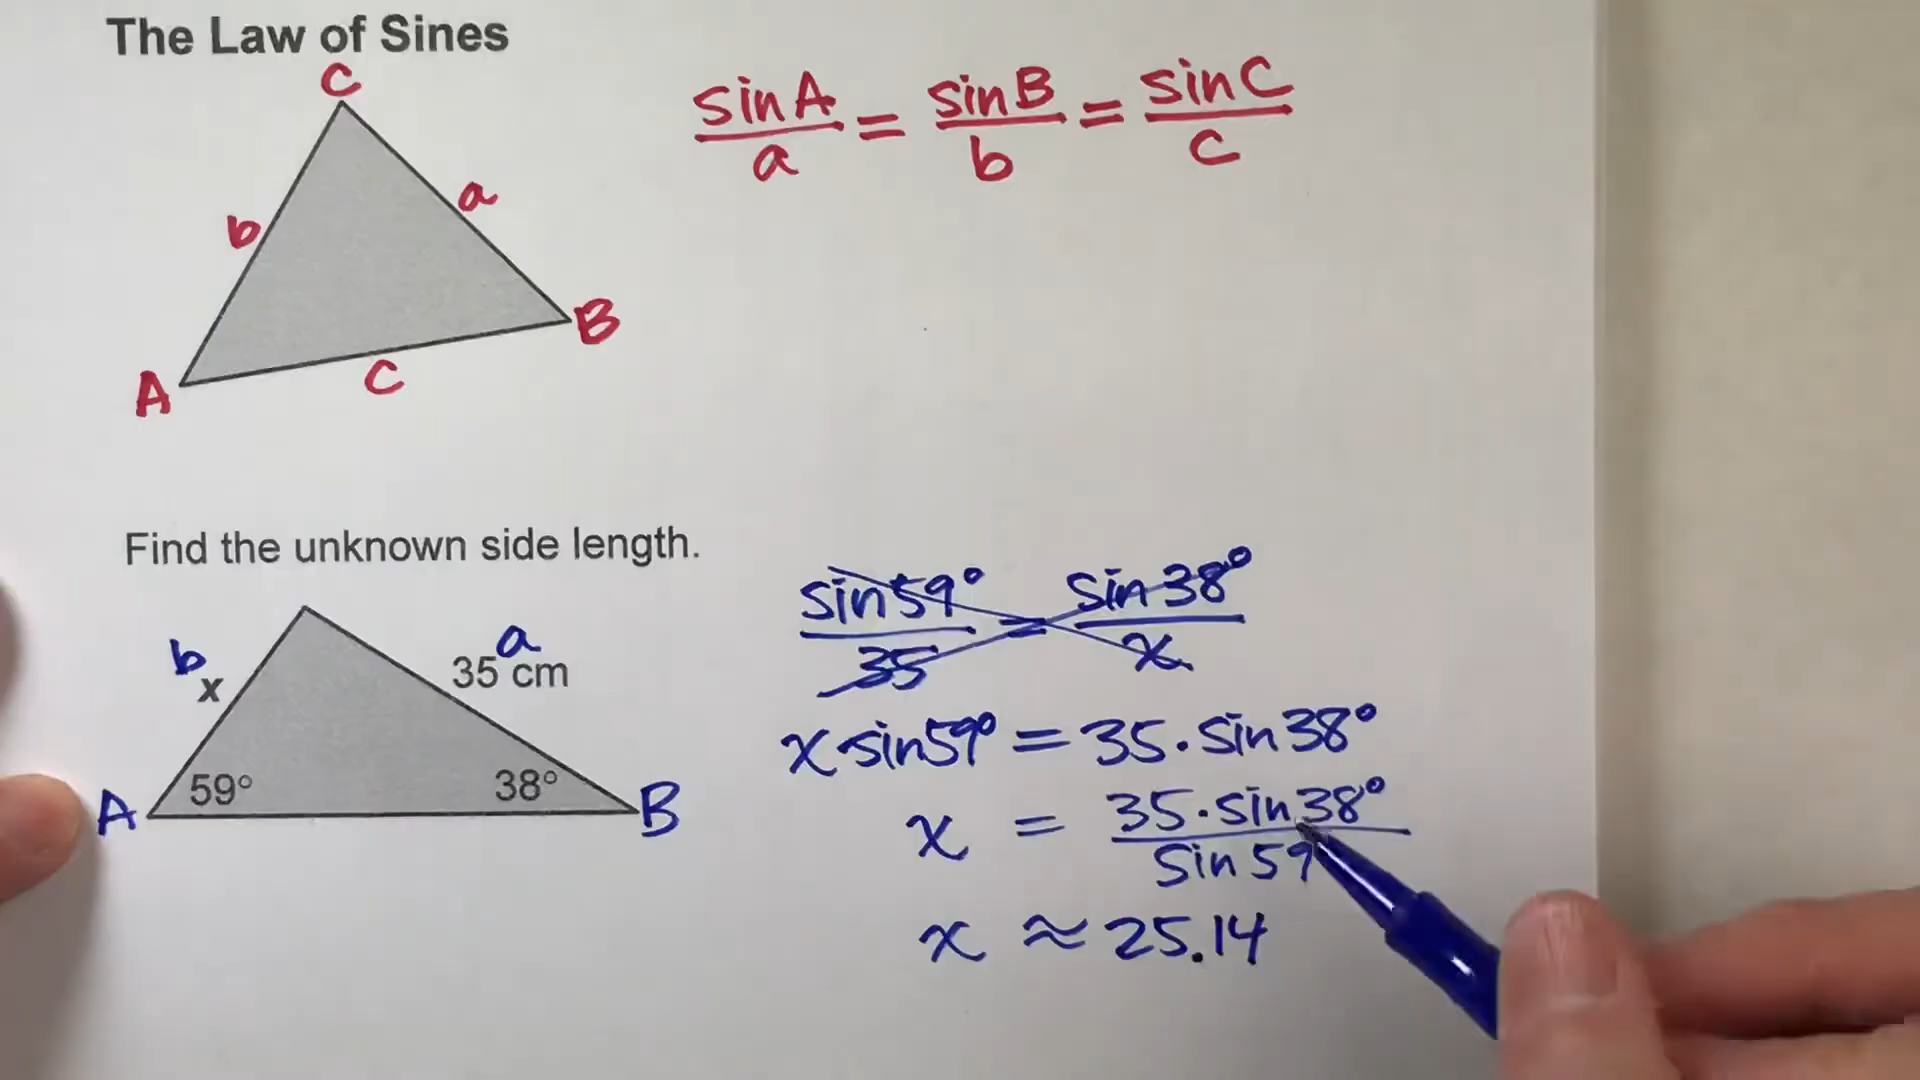 The Law of Sines
C
sinA/a = sinB/b = sinC/c
b
a
B
A
C
Find the unknown side length.
sin59°/35 = sin38°/x
b
a
x
35 cm
x·sin59° = 35·sin38°
59°
38°
A
B
x = 35·sin38°/sin59
x ≈ 25.14